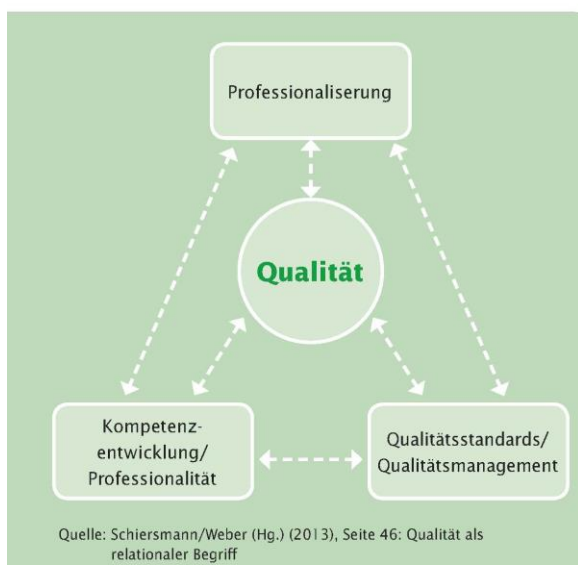 Professionaliserung
Qualität
Kompetenz-
entwicklung/
Professionalität
Qualitätsstandards/
Qualitätsmanagement
Quelle: Schiersmann/Weber (Hg.) (2013), Seite 46: Qualität als
relationaler Begriff